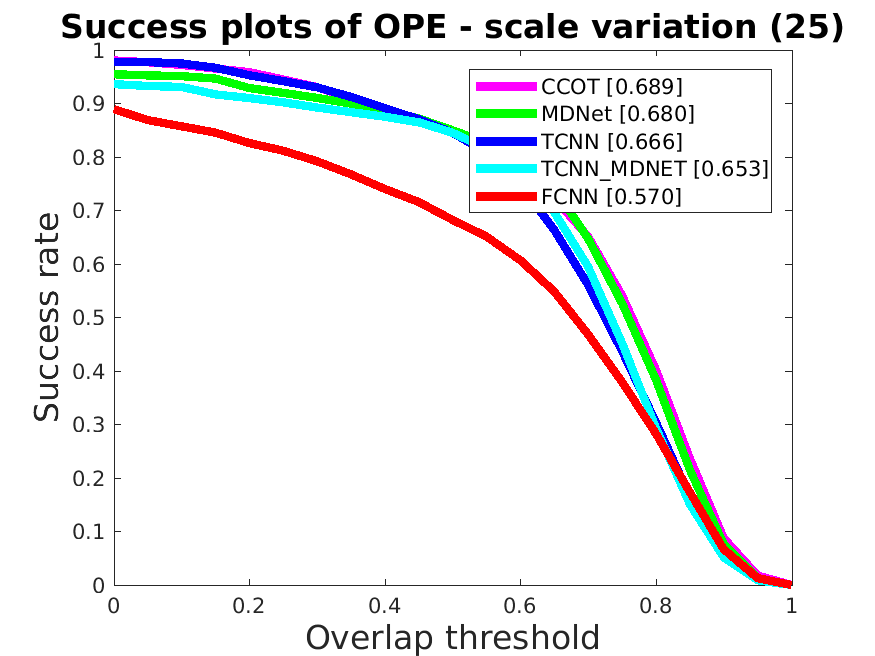 Success plots of OPE - scale variation (25)
1
0.9
0.8
0.7
0.6
0.5
0.4
0.3
0.2
0.1
0
Success rate
CCOT [0.689]
MDNet [0.680]
TCNN [0.666]
TCNN_MDNET [0.653]
FCNN [0.570]
0 0.2 0.4 0.6 0.8 1
Overlap threshold